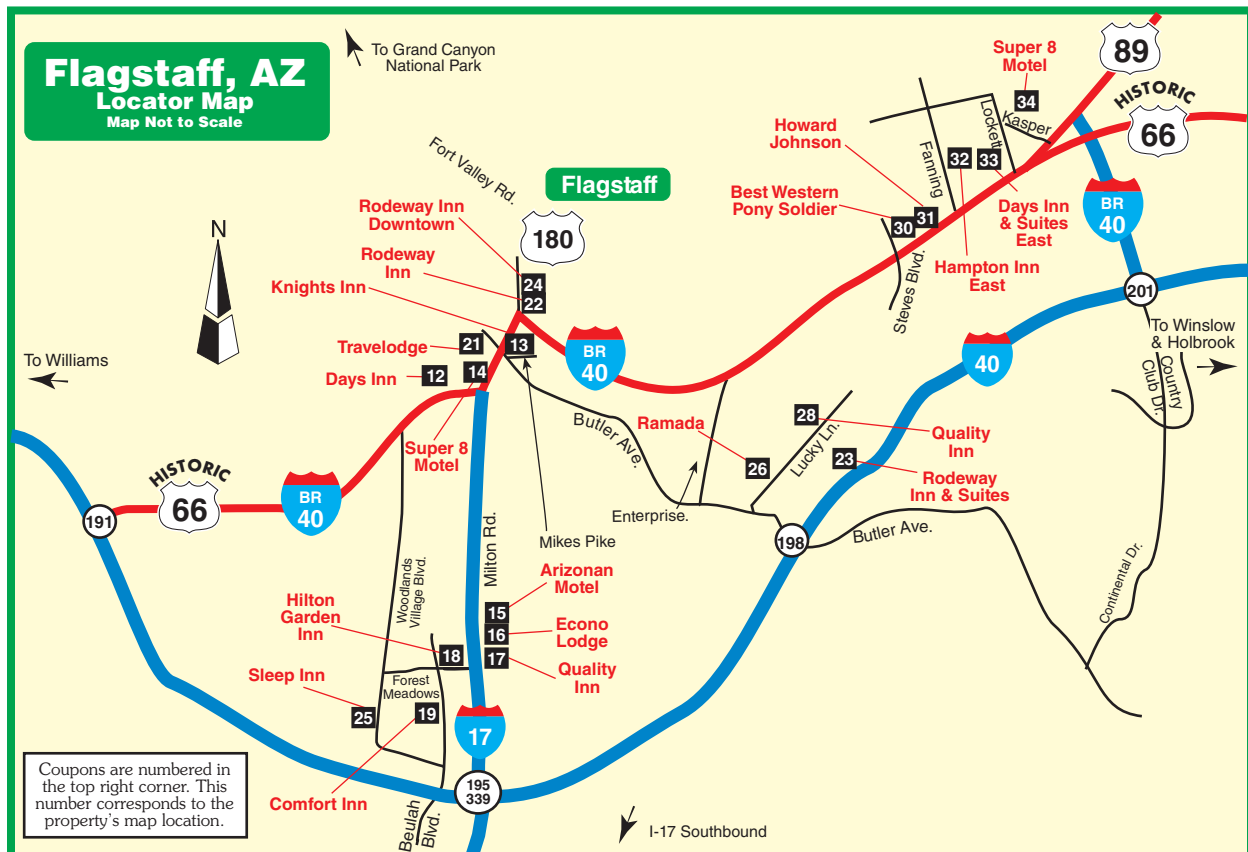 Flagstaff, AZ
Locator Map
Map Not to Scale
To Grand Canyon
National Park
Super 8
Motel
89
HISTORIC
66
34
Kasper
Lockett
Fanning
Howard
Johnson
32
33
Fort Valley Rd.
Flagstaff
Best Western
Pony Soldier
31
30
Days Inn
& Suites
East
BR
40
Rodeway Inn
Downtown
180
N
Rodeway
Inn
Hampton Inn
East
Knights Inn
24
22
Steves Blvd.
201
To Winslow
& Holbrook
Travelodge
21
13
BR
40
40
To Williams
Days Inn
12
14
Country
Club Dr.
Super 8
Motel
Butler Ave.
Ramada
28
Lucky Ln.
Quality
Inn
26
23
Rodeway
Inn & Suites
HISTORIC
66
BR
40
191
Enterprise.
Mikes Pike
198
Butler Ave.
Milton Rd.
Woodlands
Village Blvd.
Arizonan
Motel
Continental Dr.
Hilton
Garden
Inn
15
16
Econo
Lodge
18
17
Quality
Inn
Sleep Inn
Forest
Meadows
25
19
17
Coupons are numbered in
the top right corner. This
number corresponds to the
property's map location.
Comfort Inn
195
339
Beulah
Blvd.
I-17 Southbound